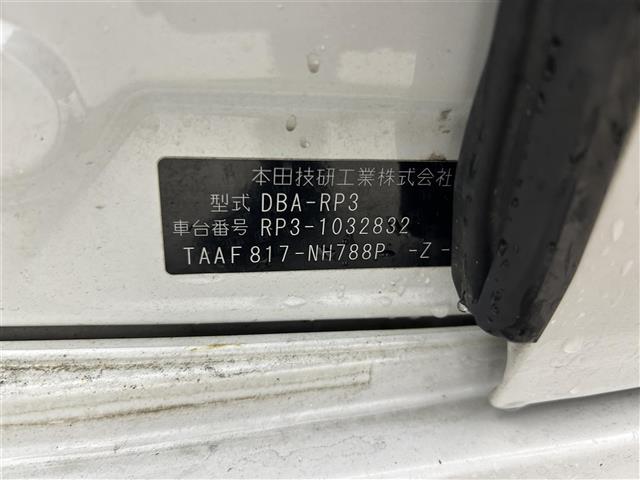 本田技研工業株式会社
型式 DBA-RP3
車台番号 RP3-1032832
TAAF817-NH788P -Z-